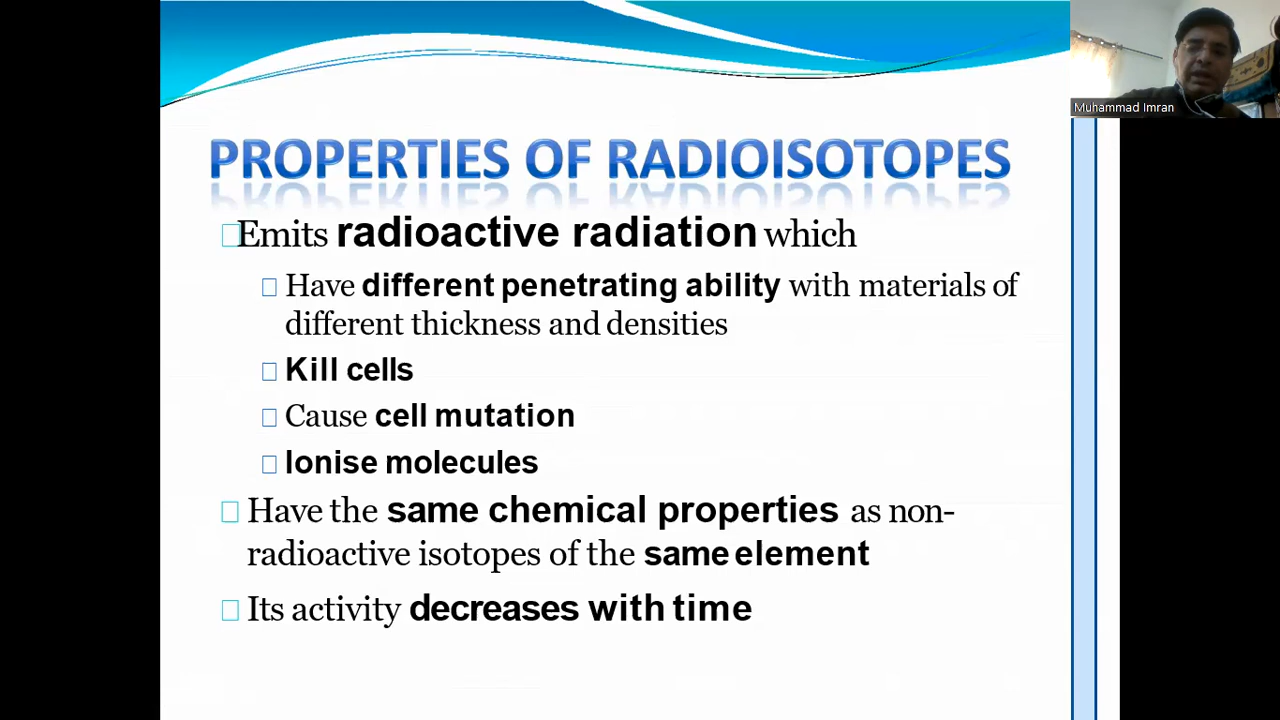 Muhammad Imran
PROPERTIES OF RADIOISOTOPES
Emits radioactive radiation which
Have different penetrating ability with materials of
different thickness and densities
Kill cells
Cause cell mutation
Ionise molecules
Have the same chemical properties as non-
radioactive isotopes of the same element
Its activity decreases with time